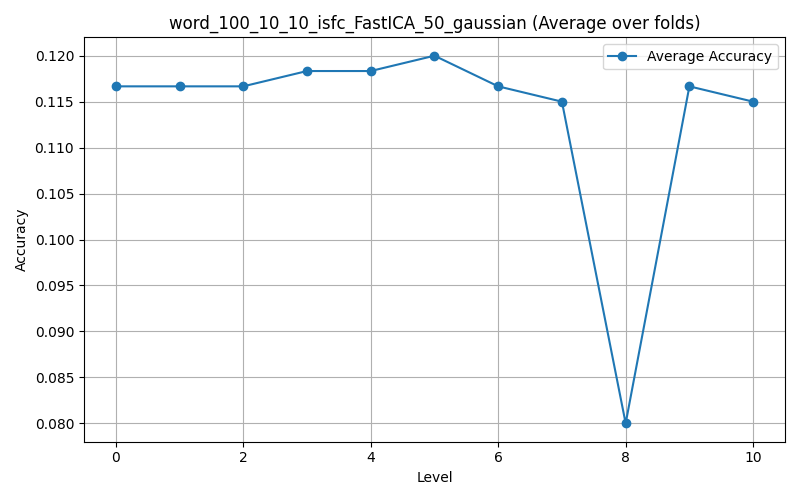 word_100_10_10_isfc_FastICA_50_gaussian (Average over folds)
Average Accuracy
0.120
0.115
0.110
0.105
0.100
0.095
0.090
0.085
0.080
Accuracy
0 2 4 6 8 10
Level